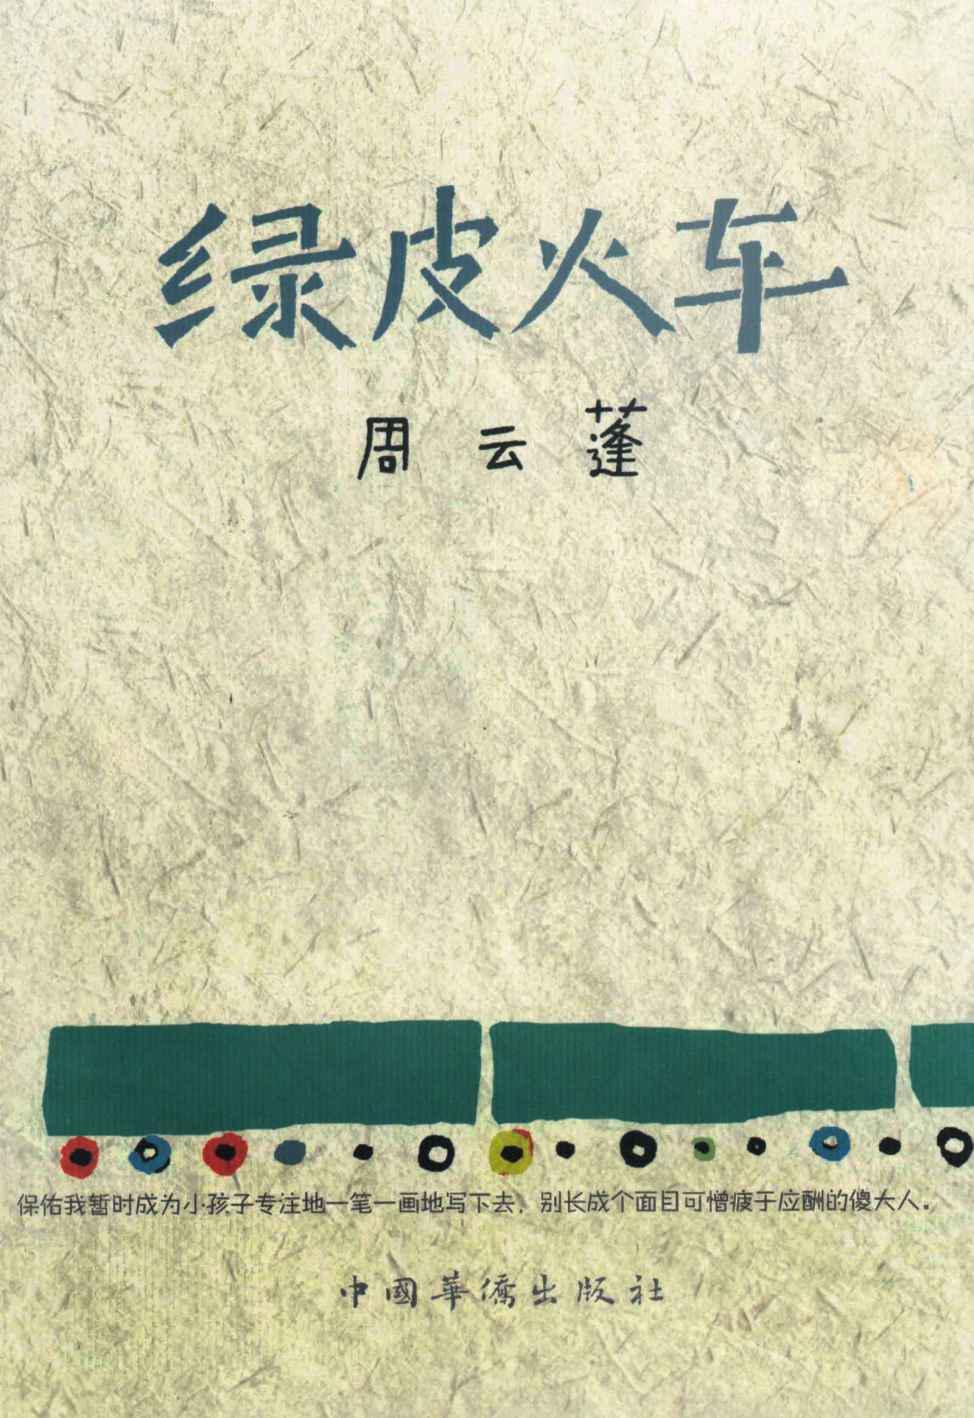 绿皮火车
周云蓬
保佑我暂时成为小孩子专注地一笔一画地写下去，别长成个面目可憎疲于应酬的傻大人。
中國華僑出版社